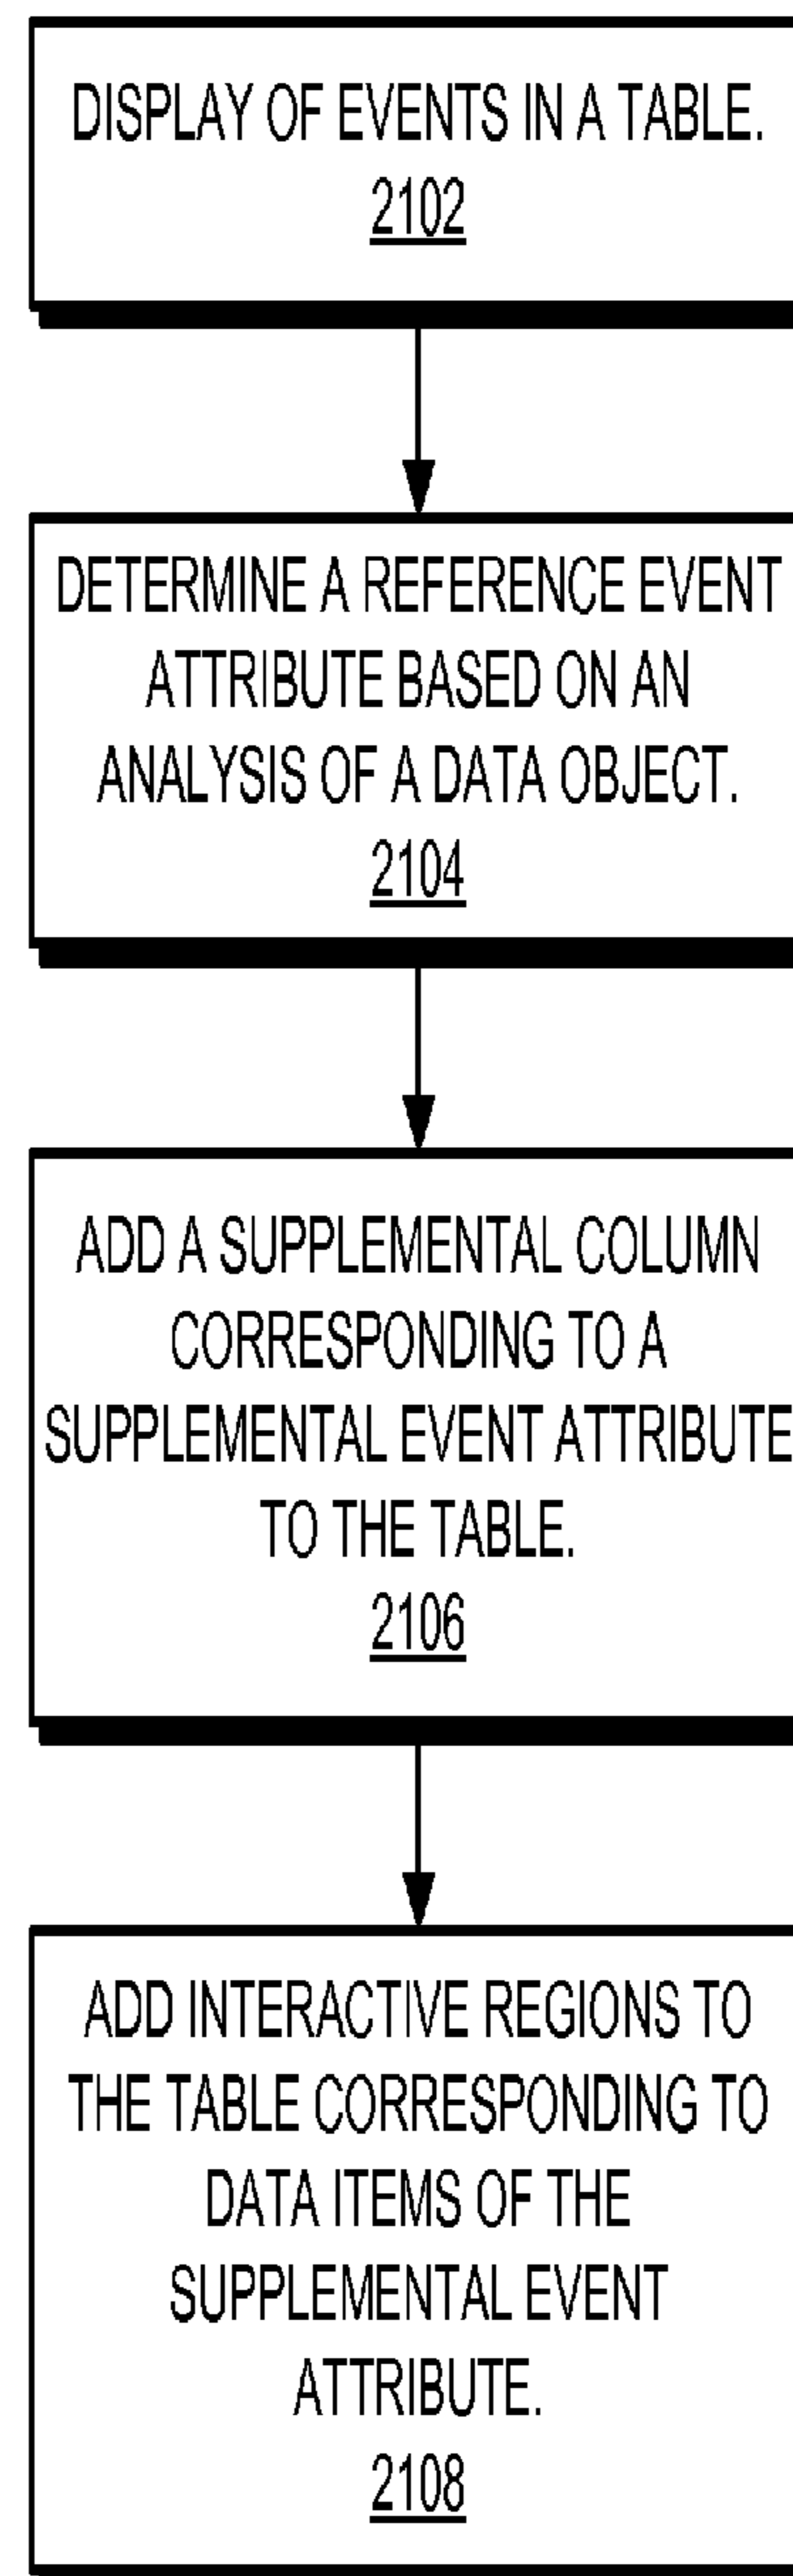 DISPLAY OF EVENTS IN A TABLE.
2102
DETERMINE A REFERENCE EVENT
ATTRIBUTE BASED ON AN
ANALYSIS OF A DATA OBJECT.
2104
ADD A SUPPLEMENTAL COLUMN
CORRESPONDING TO A
SUPPLEMENTAL EVENT ATTRIBUTE
TO THE TABLE.
2106
ADD INTERACTIVE REGIONS TO
THE TABLE CORRESPONDING TO
DATA ITEMS OF THE
SUPPLEMENTAL EVENT
ATTRIBUTE.
2108